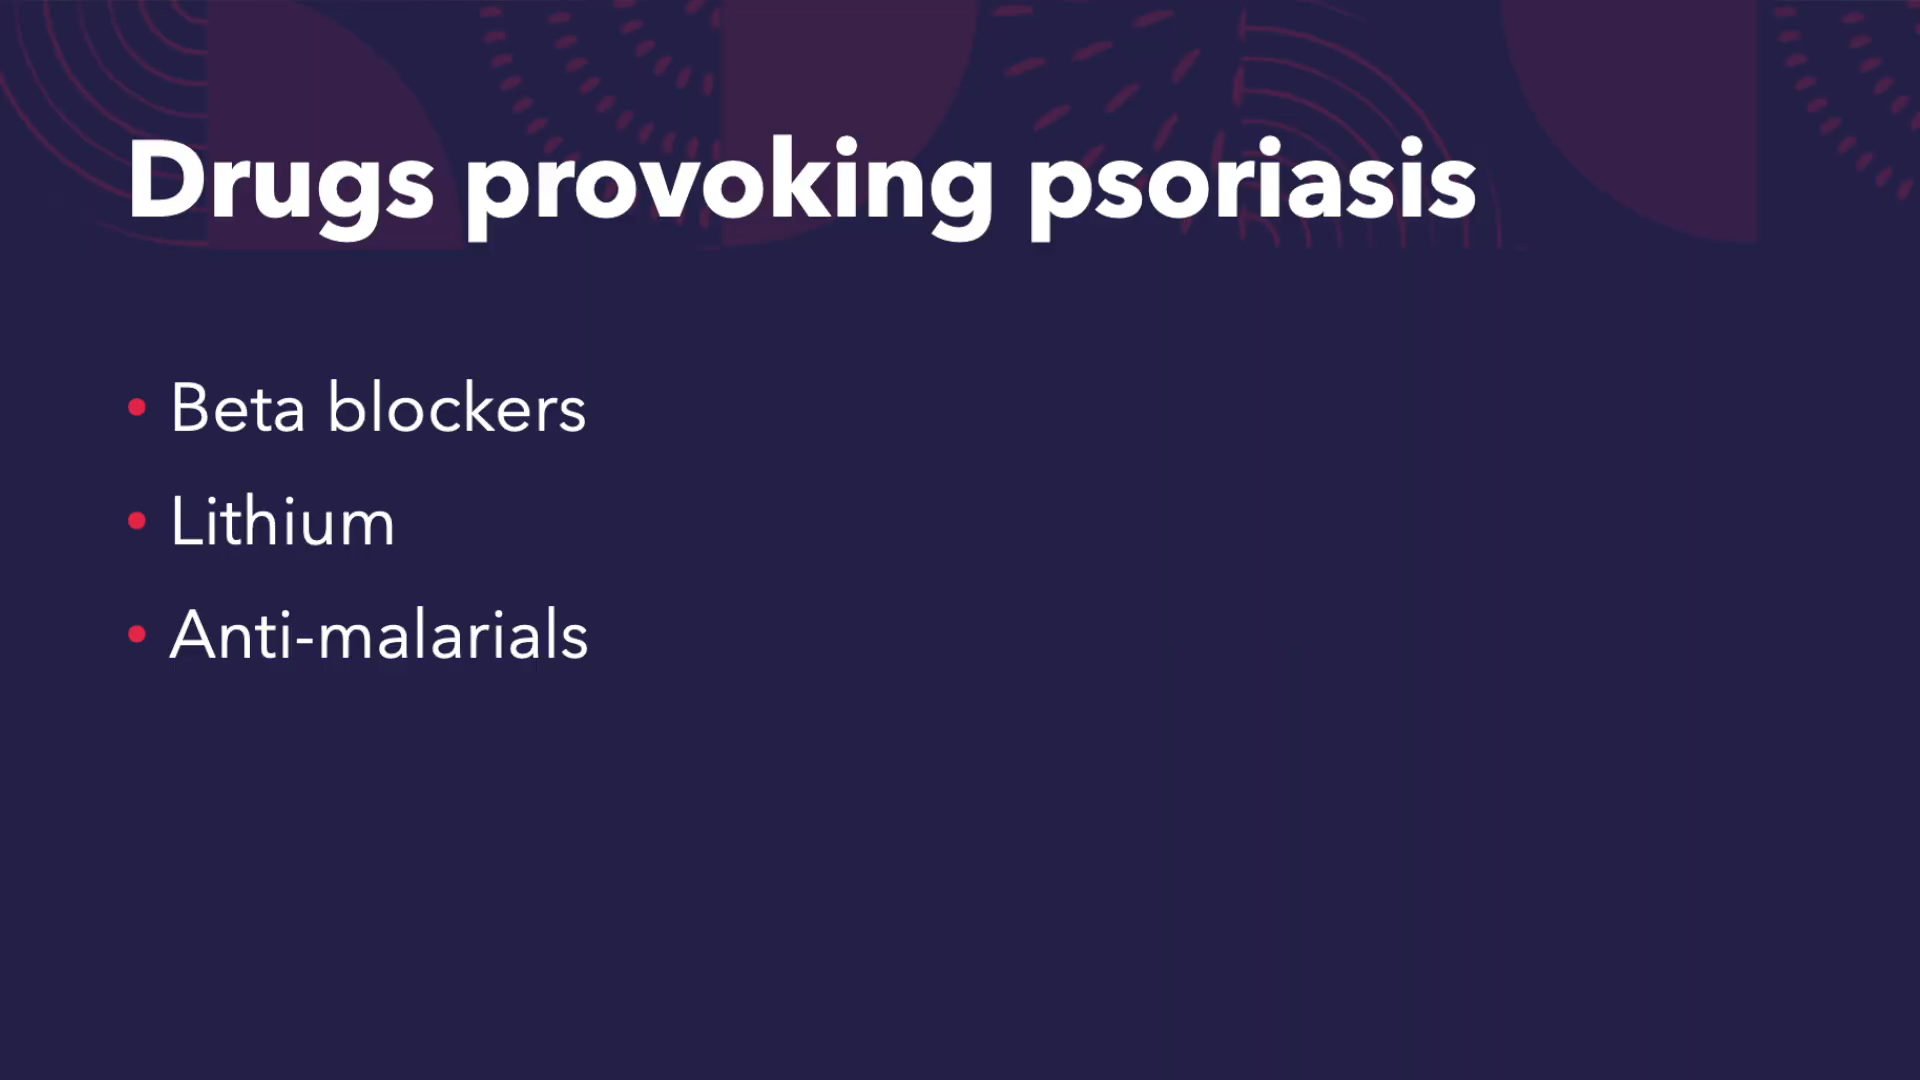 Drugs provoking psoriasis
• Beta blockers
• Lithium
• Anti-malarials